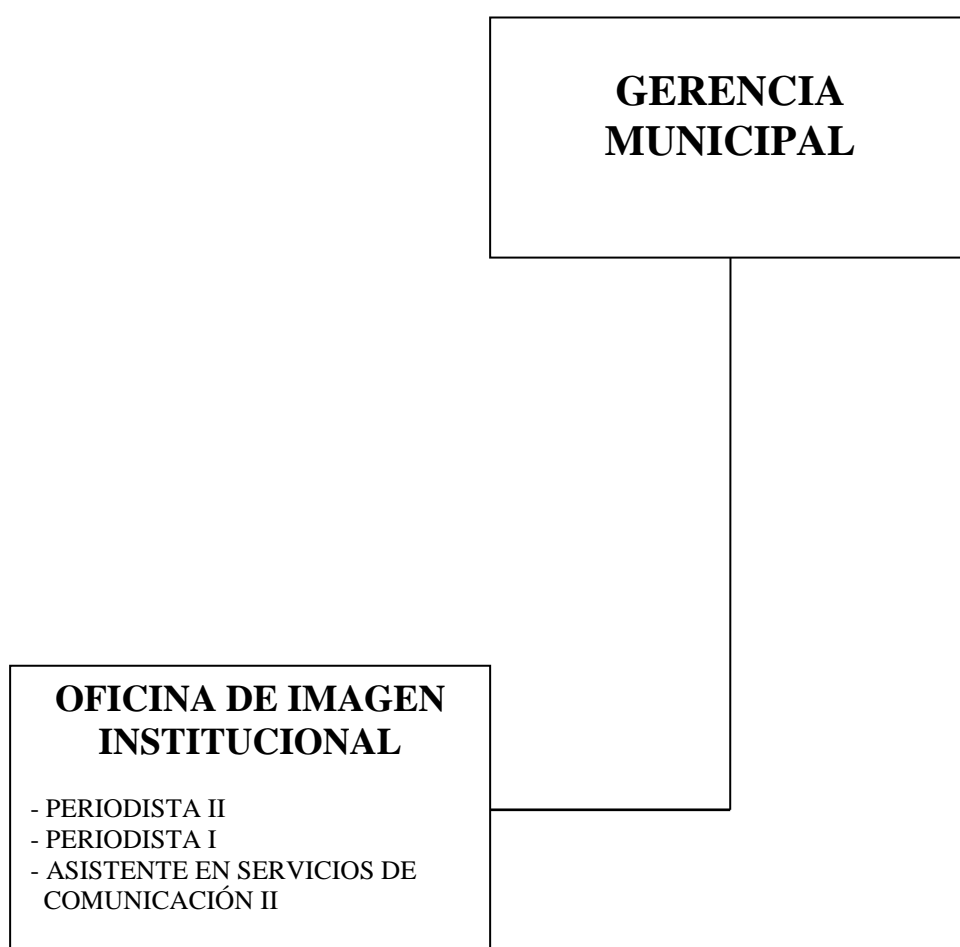 GERENCIA
MUNICIPAL
OFICINA DE IMAGEN
INSTITUCIONAL
- PERIODISTA II
- PERIODISTA I
- ASISTENTE EN SERVICIOS DE
COMUNICACIÓN II